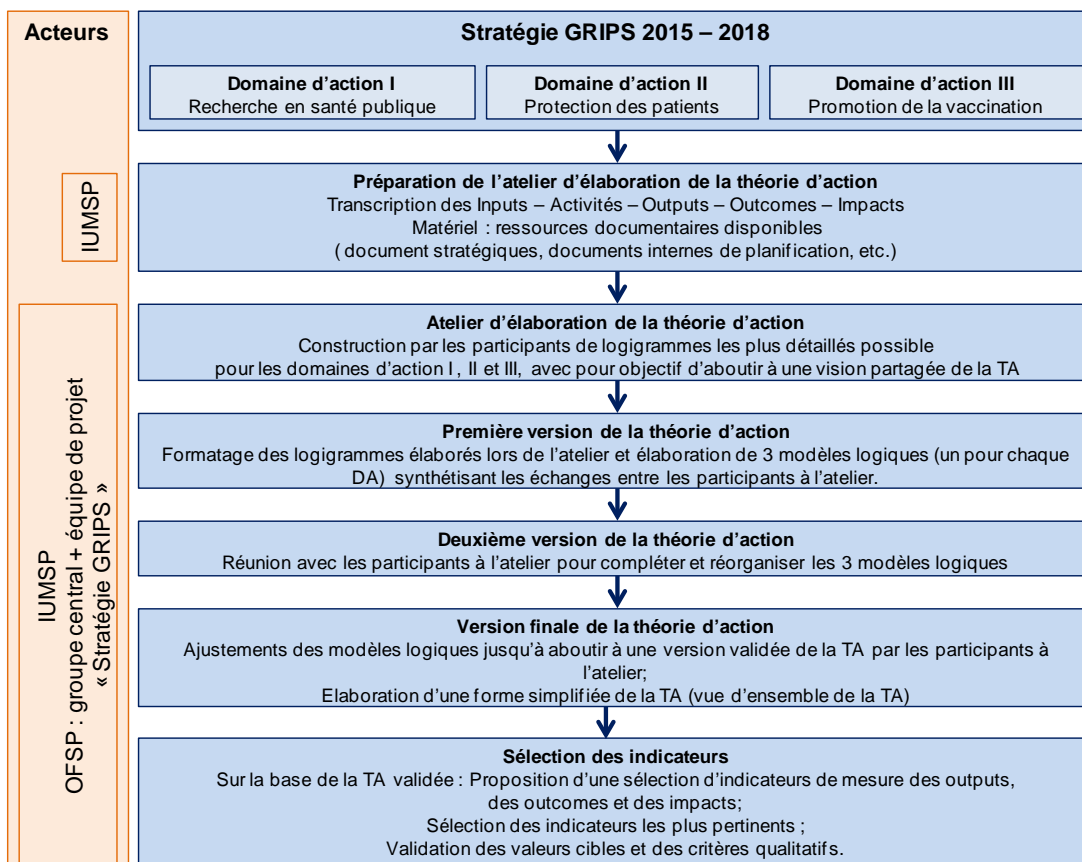 Acteurs
Stratégie GRIPS 2015 – 2018
Domaine d'action I
Recherche en santé publique
Domaine d'action II
Protection des patients
Domaine d'action III
Promotion de la vaccination
IUMSP
Préparation de l'atelier d'élaboration de la théorie d'action
Transcription des Inputs – Activités – Outputs – Outcomes – Impacts
Matériel : ressources documentaires disponibles
( document stratégiques, documents internes de planification, etc.)
IUMSP
OFSP : groupe central + équipe de projet
« Stratégie GRIPS »
Atelier d'élaboration de la théorie d'action
Construction par les participants de logigrammes les plus détaillés possible
pour les domaines d'action I , II et III, avec pour objectif d'aboutir à une vision partagée de la TA
Première version de la théorie d'action
Formatage des logigrammes élaborés lors de l'atelier et élaboration de 3 modèles logiques (un pour chaque
DA) synthétisant les échanges entre les participants à l'atelier.
Deuxième version de la théorie d'action
Réunion avec les participants à l'atelier pour compléter et réorganiser les 3 modèles logiques
Version finale de la théorie d'action
Ajustements des modèles logiques jusqu'à aboutir à une version validée de la TA par les participants à
l'atelier;
Elaboration d'une forme simplifiée de la TA (vue d'ensemble de la TA)
Sélection des indicateurs
Sur la base de la TA validée : Proposition d'une sélection d'indicateurs de mesure des outputs,
des outcomes et des impacts;
Sélection des indicateurs les plus pertinents ;
Validation des valeurs cibles et des critères qualitatifs.